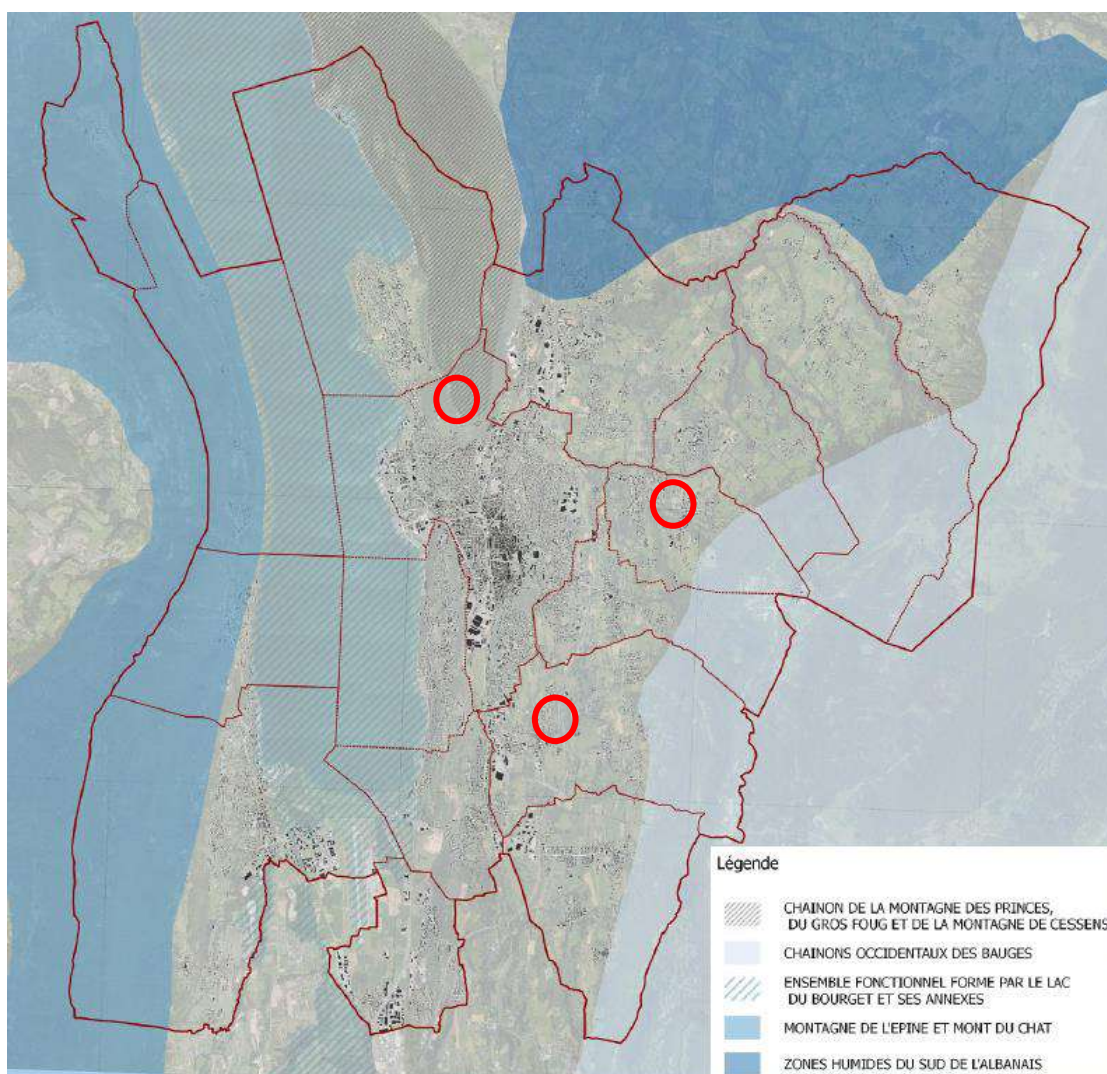 Légende
CHAINON DE LA MONTAGNE DES PRINCES,
DU GROS FOUG ET DE LA MONTAGNE DE CESSENS
CHAINONS OCCIDENTAUX DES BAUGES
ENSEMBLE FONCTIONNEL FORME PAR LE LAC
DU BOURGET ET SES ANNEXES
MONTAGNE DE L'EPINE ET MONT DU CHAT
ZONES HUMIDES DU SUD DE L'ALBANAIS